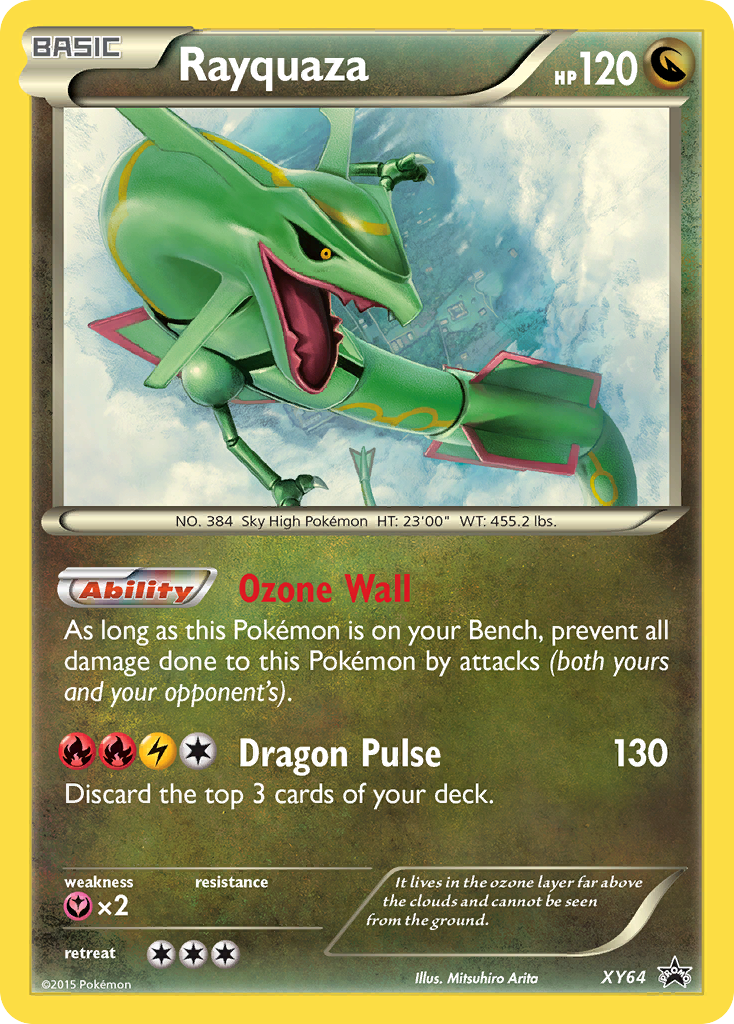 BASIC
Rayquaza
HP 120
NO. 384 Sky High Pokémon HT: 23'00" WT: 455.2 lbs.
Ability Ozone Wall
As long as this Pokémon is on your Bench, prevent all
damage done to this Pokémon by attacks (both yours
and your opponent's).
Dragon Pulse 130
Discard the top 3 cards of your deck.
weakness resistance
×2
It lives in the ozone layer far above
the clouds and cannot be seen
from the ground.
retreat
©2015 Pokémon
Illus. Mitsuhiro Arita
XY64
PROMO